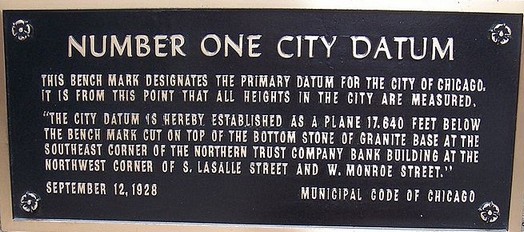 NUMBER ONE CITY DATUM
THIS BENCH MARK DESIGNATES THE PRIMARY DATUM FOR THE CITY OF CHICAGO.
IT IS FROM THIS POINT THAT ALL HEIGHTS IN THE CITY ARE MEASURED.
"THE CITY DATUM IS HEREBY ESTABLISHED AS A PLANE 17.640 FEET BELOW
THE BENCH MARK CUT ON TOP OF THE BOTTOM STONE OF GRANITE BASE AT THE
SOUTHEAST CORNER OF THE NORTHERN TRUST COMPANY BANK BUILDING AT THE
NORTHWEST CORNER OF S. LASALLE STREET AND W. MONROE STREET."
SEPTEMBER 12, 1928 MUNICIPAL CODE OF CHICAGO